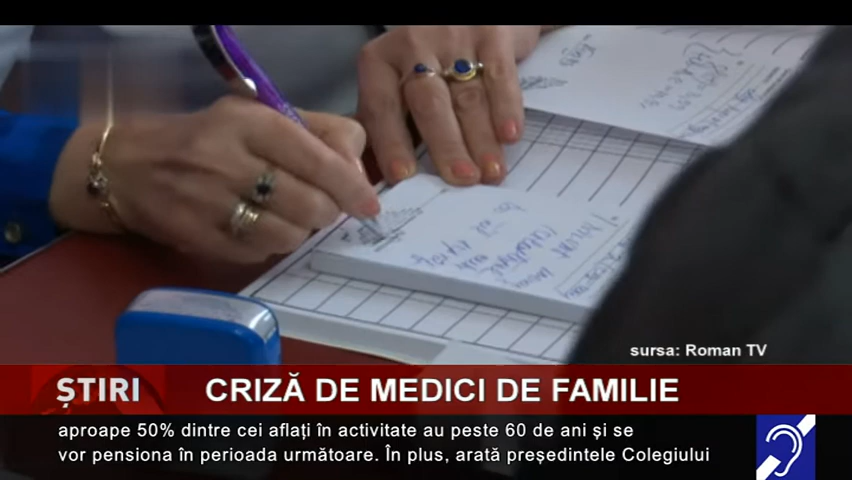 sursa: Roman TV
ȘTIRI
CRIZĂ DE MEDICI DE FAMILIE
aproape 50% dintre cei aflați în activitate au peste 60 de ani și se
vor pensiona în perioada următoare. În plus, arată președintele Colegiului